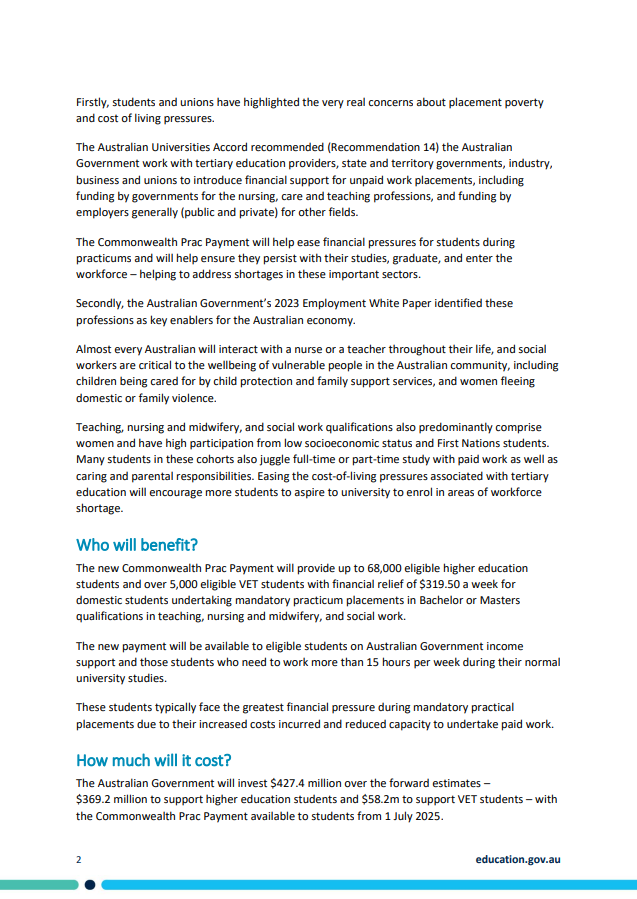 Firstly, students and unions have highlighted the very real concerns about placement poverty
and cost of living pressures.
The Australian Universities Accord recommended (Recommendation 14) the Australian
Government work with tertiary education providers, state and territory governments, industry,
business and unions to introduce financial support for unpaid work placements, including
funding by governments for the nursing, care and teaching professions, and funding by
employers generally (public and private) for other fields.
The Commonwealth Prac Payment will help ease financial pressures for students during
practicums and will help ensure they persist with their studies, graduate, and enter the
workforce – helping to address shortages in these important sectors.
Secondly, the Australian Government’s 2023 Employment White Paper identified these
professions as key enablers for the Australian economy.
Almost every Australian will interact with a nurse or a teacher throughout their life, and social
workers are critical to the wellbeing of vulnerable people in the Australian community, including
children being cared for by child protection and family support services, and women fleeing
domestic or family violence.
Teaching, nursing and midwifery, and social work qualifications also predominantly comprise
women and have high participation from low socioeconomic status and First Nations students.
Many students in these cohorts also juggle full-time or part-time study with paid work as well as
caring and parental responsibilities. Easing the cost-of-living pressures associated with tertiary
education will encourage more students to aspire to university to enrol in areas of workforce
shortage.
Who will benefit?
The new Commonwealth Prac Payment will provide up to 68,000 eligible higher education
students and over 5,000 eligible VET students with financial relief of $319.50 a week for
domestic students undertaking mandatory practicum placements in Bachelor or Masters
qualifications in teaching, nursing and midwifery, and social work.
The new payment will be available to eligible students on Australian Government income
support and those students who need to work more than 15 hours per week during their normal
university studies.
These students typically face the greatest financial pressure during mandatory practical
placements due to their increased costs incurred and reduced capacity to undertake paid work.
How much will it cost?
The Australian Government will invest $427.4 million over the forward estimates –
$369.2 million to support higher education students and $58.2m to support VET students – with
the Commonwealth Prac Payment available to students from 1 July 2025.
2
education.gov.au